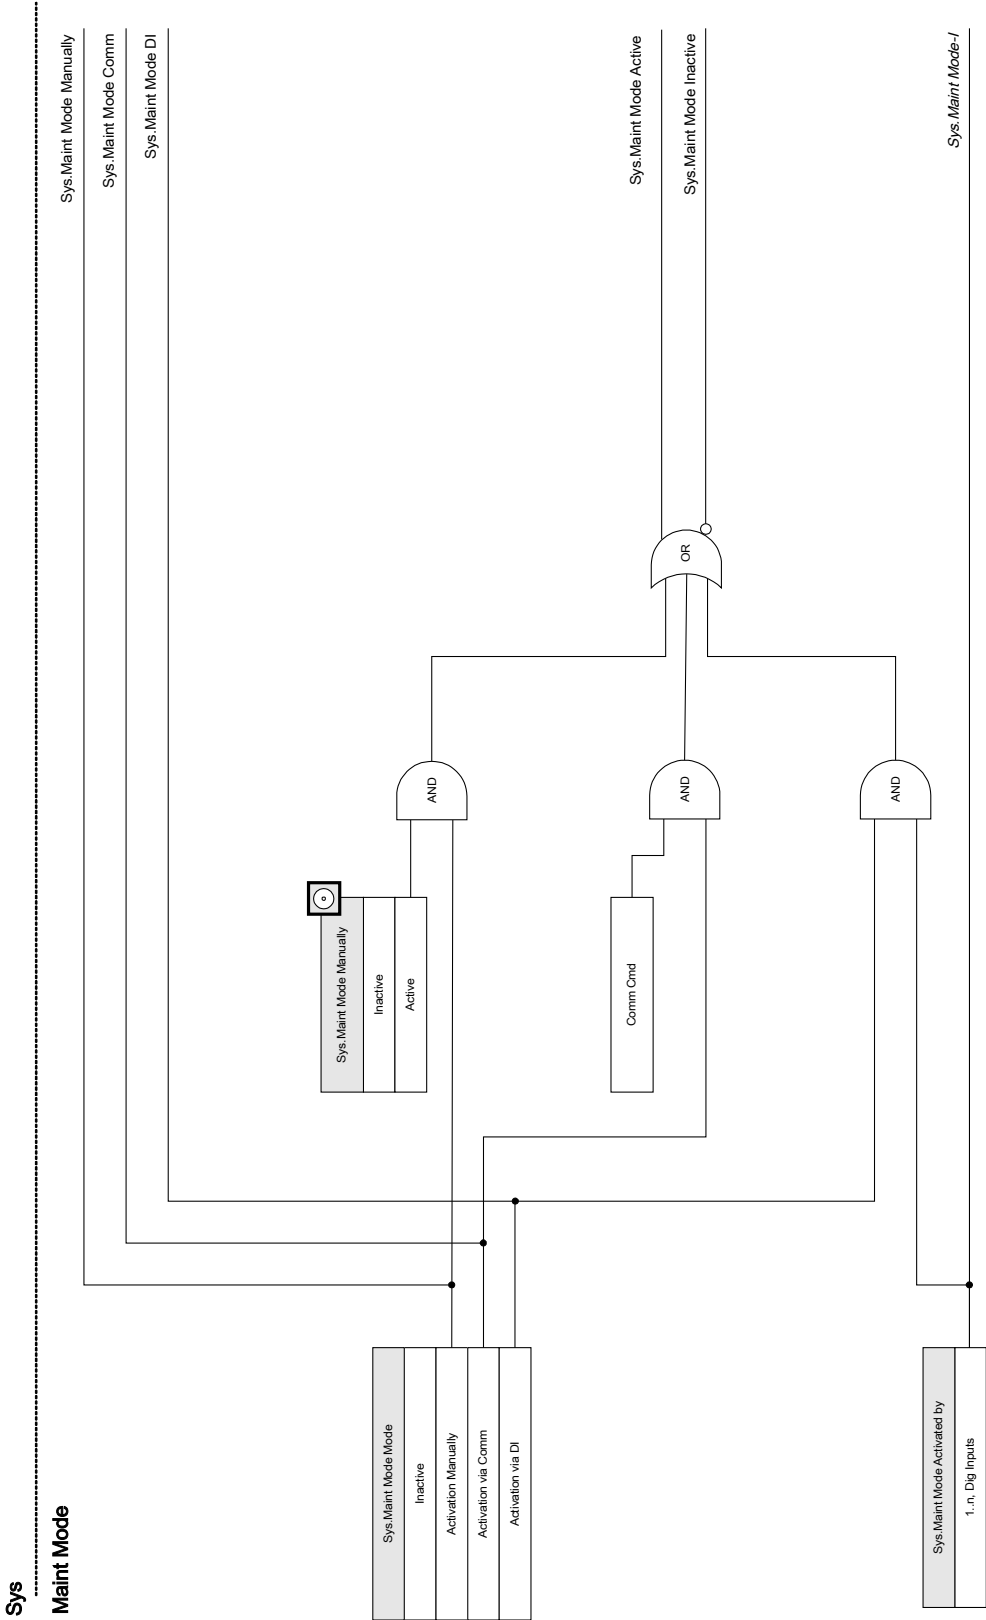 Sys
Maint Mode
Sys.Maint Mode Manually
Sys.Maint Mode Comm
Sys.Maint Mode DI
Sys.Maint Mode Manually
Inactive
Active
AND
Sys.Maint Mode Mode
Inactive
Activation Manually
Activation via Comm
Activation via DI
Comm Cmd
AND
OR
Sys.Maint Mode Active
Sys.Maint Mode Inactive
AND
Sys.Maint Mode Activated by
1..n, Dig Inputs
Sys.Maint Mode-I